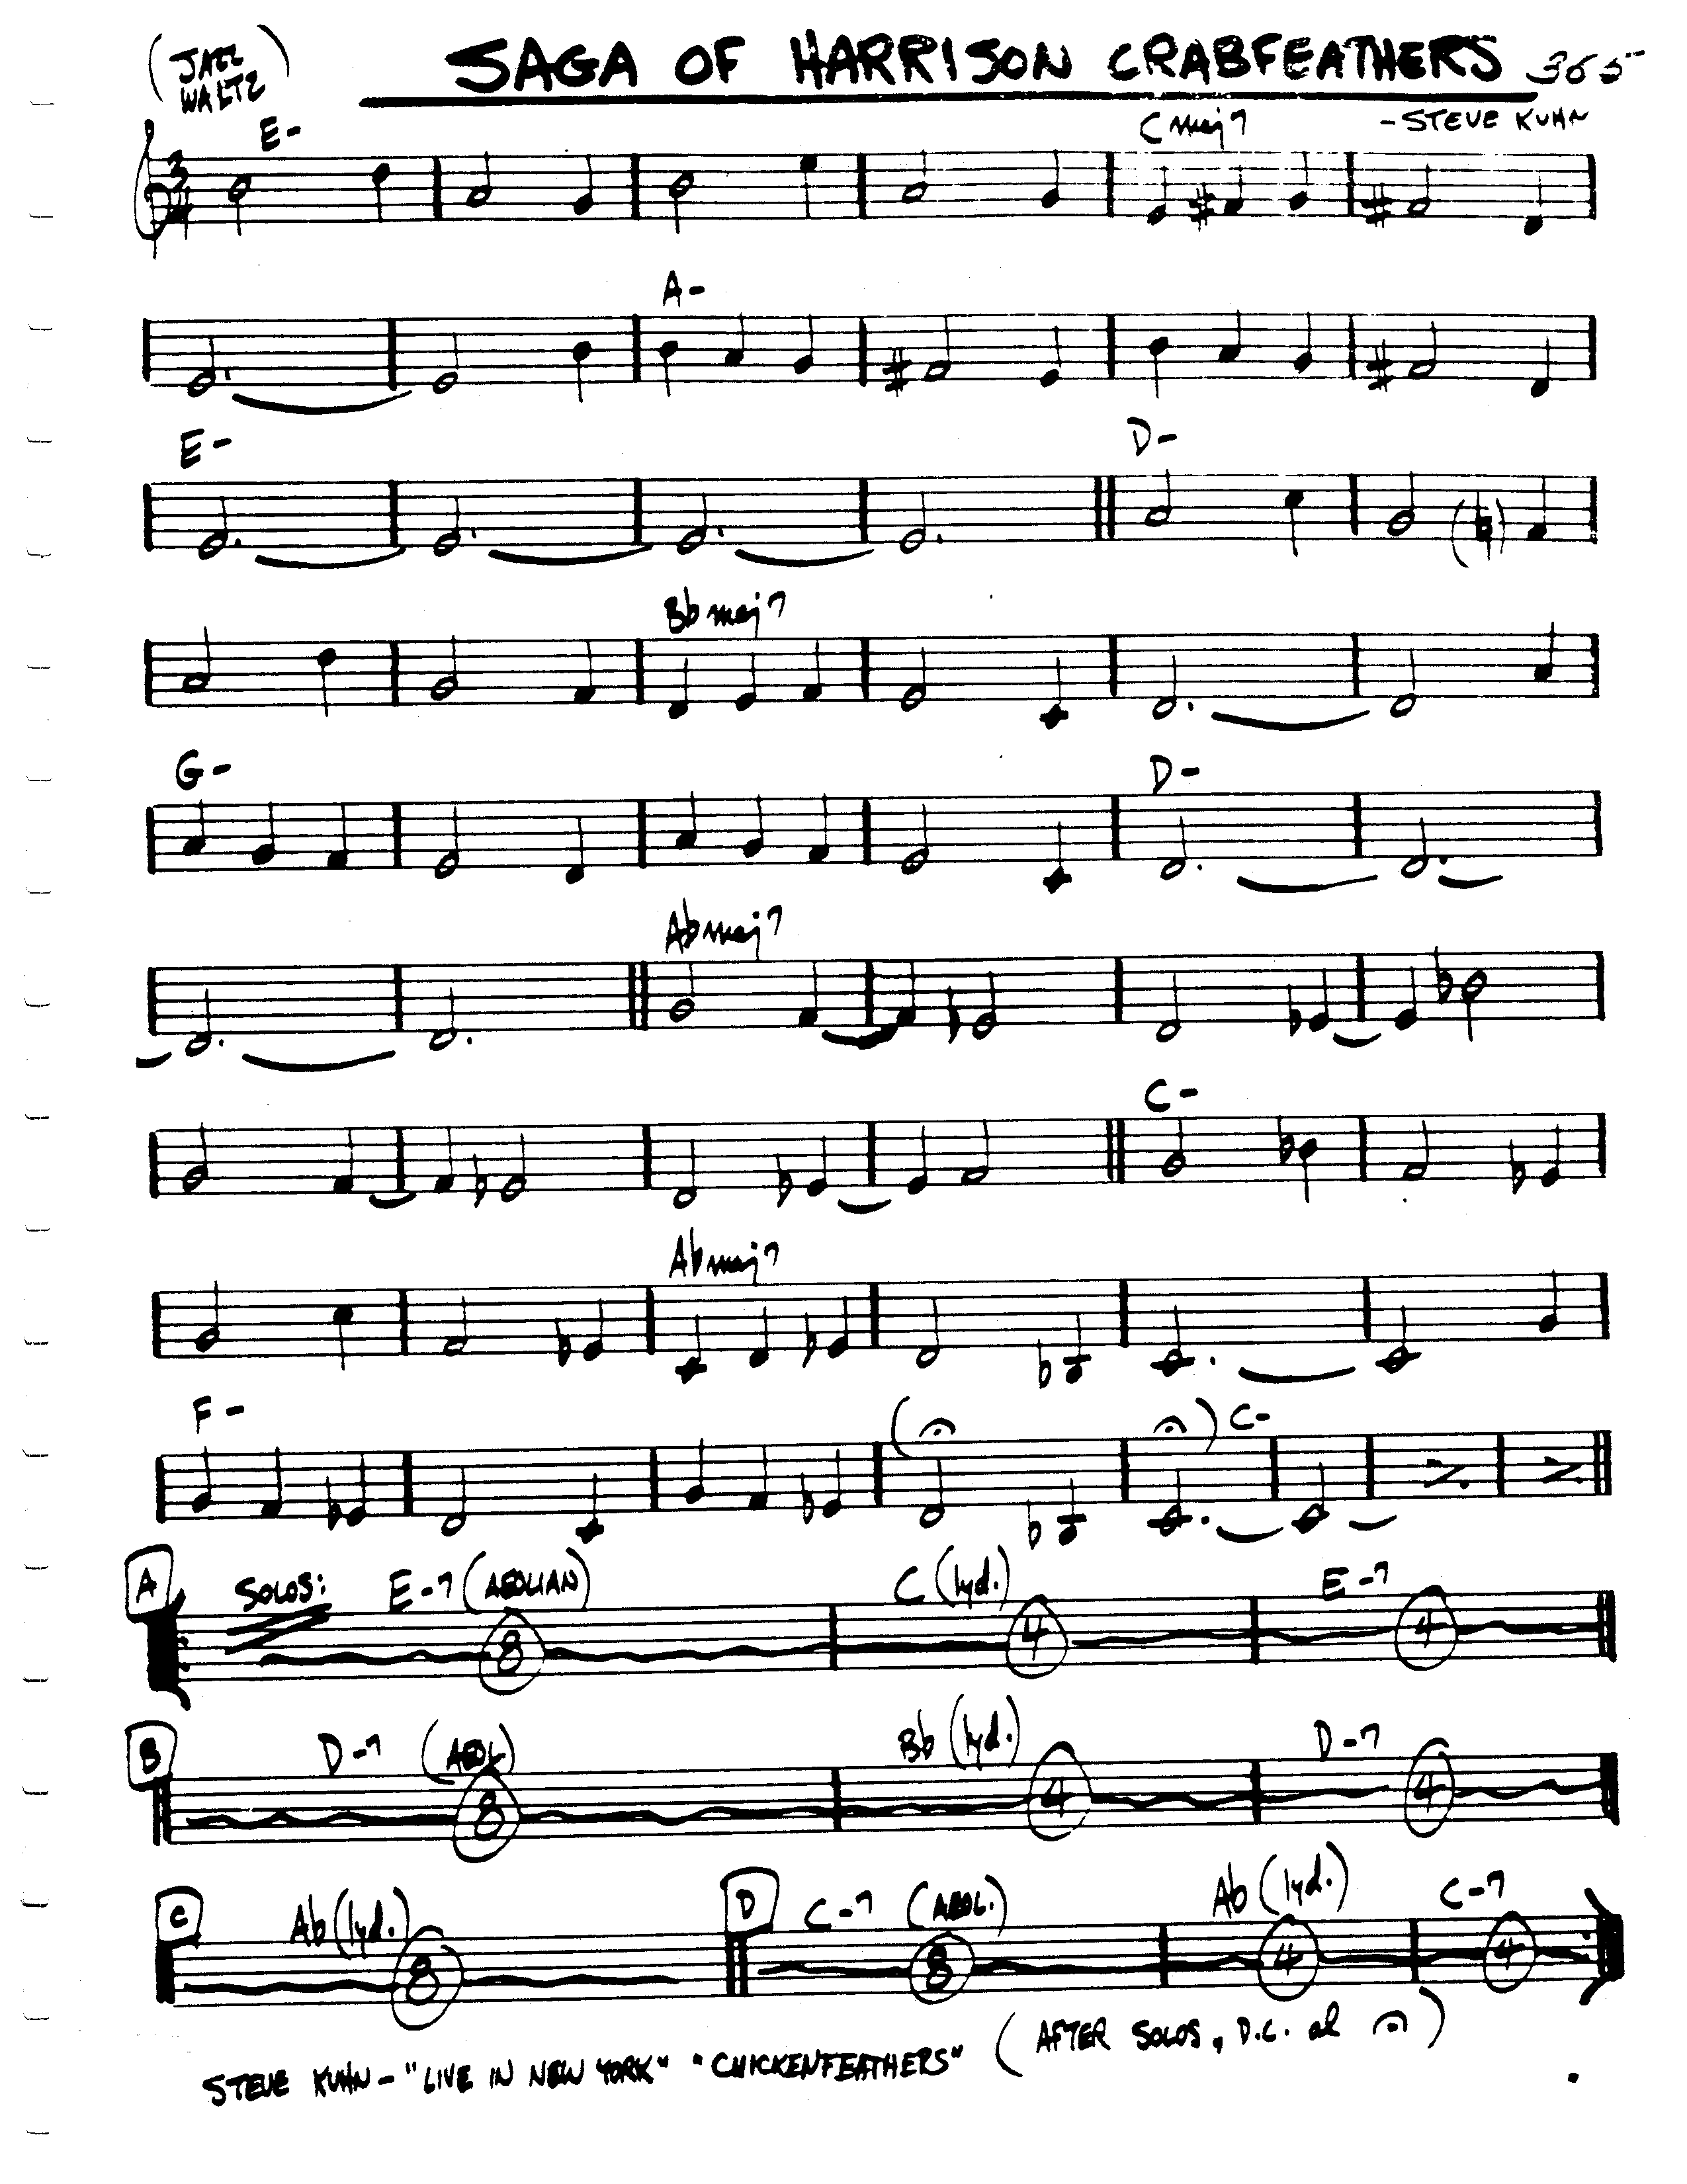 (JAZZ WALTZ) SAGA OF HARRISON CRABFEATHERS 365
- STEVE KUHN
E- Cmaj7
3/4
A-
E- D-
Bbmaj7
G- D-
Abmaj7
C-
Abmaj7
F- C-
A SOLOS: E-7 (AEOLIAN) C (lyd.) E-7
8 4 4
B D-7 (AEOL) Bb (lyd.) D-7
8 4 4
C Ab (lyd.) D C-7 (AEOL.) Ab (lyd.) C-7
8 8 4 4
(AFTER SOLOS, D.C. al 𝄐)
STEVE KUHN - "LIVE IN NEW YORK" "CHICKENFEATHERS"